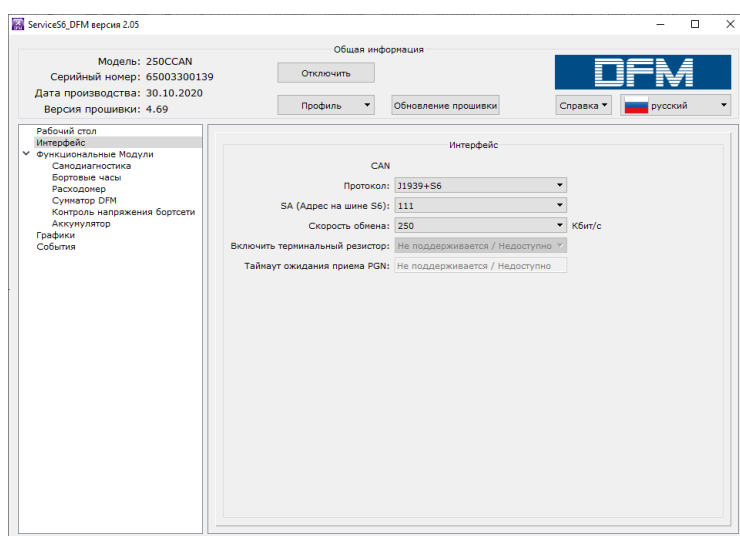 ServiceS6_DFM версия 2.05
Общая информация
Модель: 250CCAN
Серийный номер: 65003300139
Дата производства: 30.10.2020
Версия прошивки: 4.69
Отключить
Профиль
Обновление прошивки
DFM
Справка
русский
Рабочий стол
Интерфейс
Функциональные Модули
Самодиагностика
Бортовые часы
Расходомер
Сумматор DFM
Контроль напряжения бортсети
Аккумулятор
Графики
События
Интерфейс
CAN
Протокол: J1939+S6
SA (Адрес на шине S6): 111
Скорость обмена: 250 Кбит/с
Включить терминальный резистор: Не поддерживается / Недоступно
Таймаут ожидания приема PGN: Не поддерживается / Недоступно